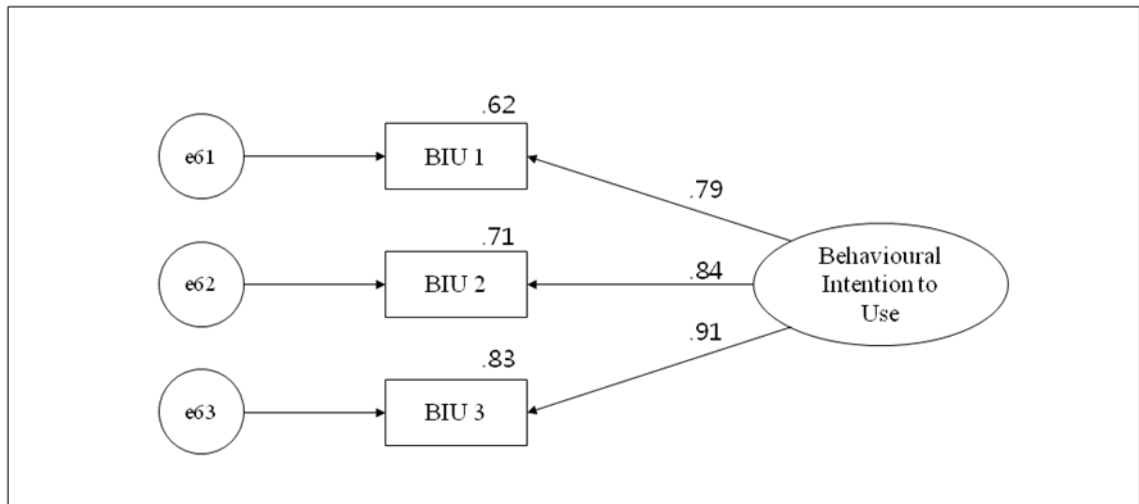 .62
e61
BIU 1
.79
.71
e62
BIU 2
.84
Behavioural
Intention to
Use
.91
.83
e63
BIU 3